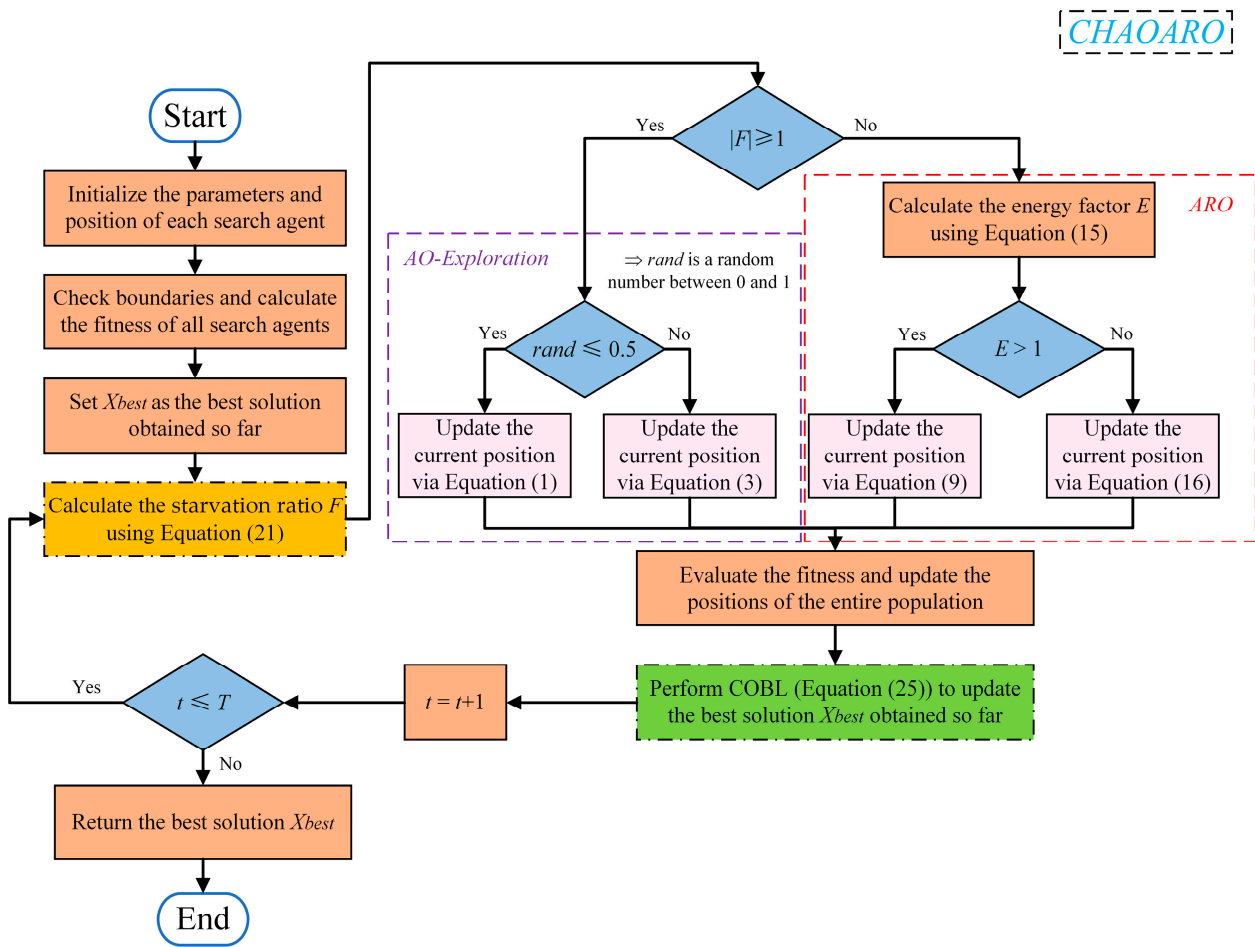 CHAOARO
Start
Initialize the parameters and
position of each search agent
Check boundaries and calculate
the fitness of all search agents
Set Xbest as the best solution
obtained so far
Calculate the starvation ratio F
using Equation (21)
|F|≥1
Yes
No
AO-Exploration
⇒ rand is a random
number between 0 and 1
rand ≤ 0.5
Yes
No
Update the
current position
via Equation (1)
Update the
current position
via Equation (3)
ARO
Calculate the energy factor E
using Equation (15)
E > 1
Yes
No
Update the
current position
via Equation (9)
Update the
current position
via Equation (16)
Evaluate the fitness and update the
positions of the entire population
Perform COBL (Equation (25)) to update
the best solution Xbest obtained so far
t = t+1
t ≤ T
Yes
No
Return the best solution Xbest
End